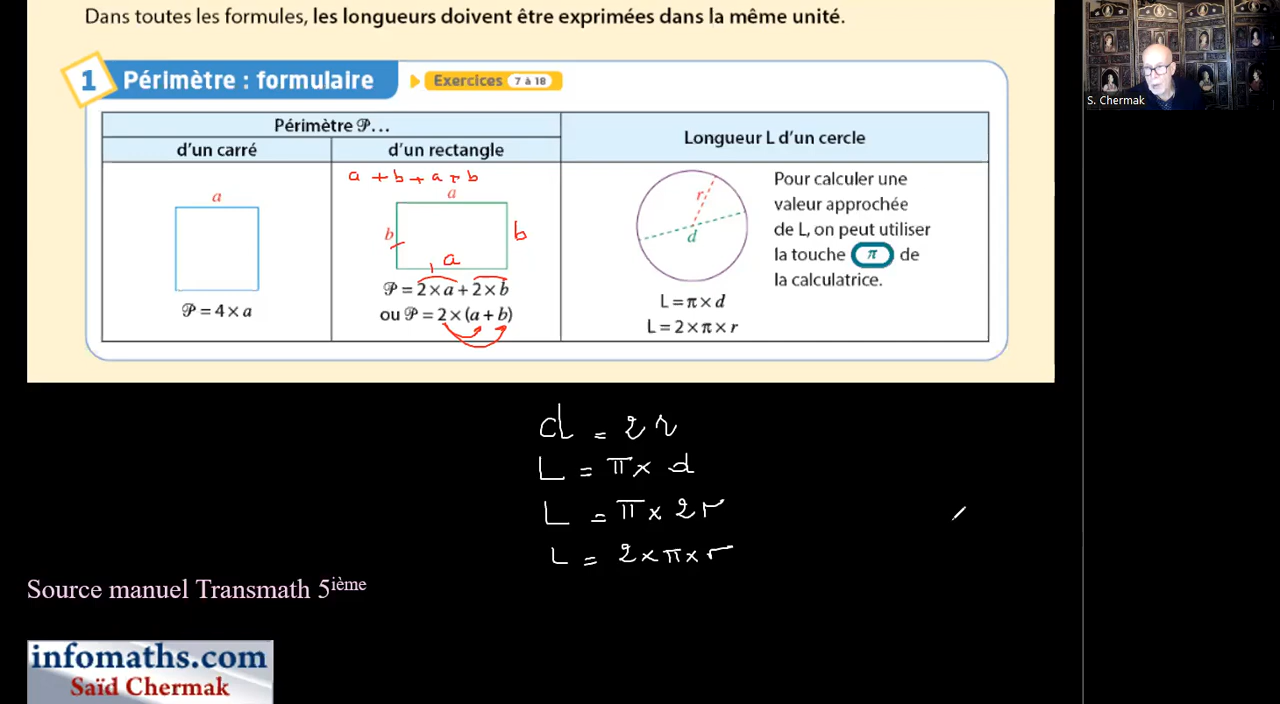 Dans toutes les formules, les longueurs doivent être exprimées dans la même unité.
1 Périmètre : formulaire
Exercices 7 à 18
Périmètre 𝒫…
d'un carré
d'un rectangle
Longueur L d'un cercle
a
𝒫 = 4 × a
a + b + a + b
a
b
b
a
𝒫 = 2 × a + 2 × b
ou 𝒫 = 2 × (a + b)
r
d
L = π × d
L = 2 × π × r
Pour calculer une
valeur approchée
de L, on peut utiliser
la touche π de
la calculatrice.
d = 2 r
L = π × d
L = π × 2 r
L = 2 × π × r
Source manuel Transmath 5ième
infomaths.com
Saïd Chermak
S. Chermak